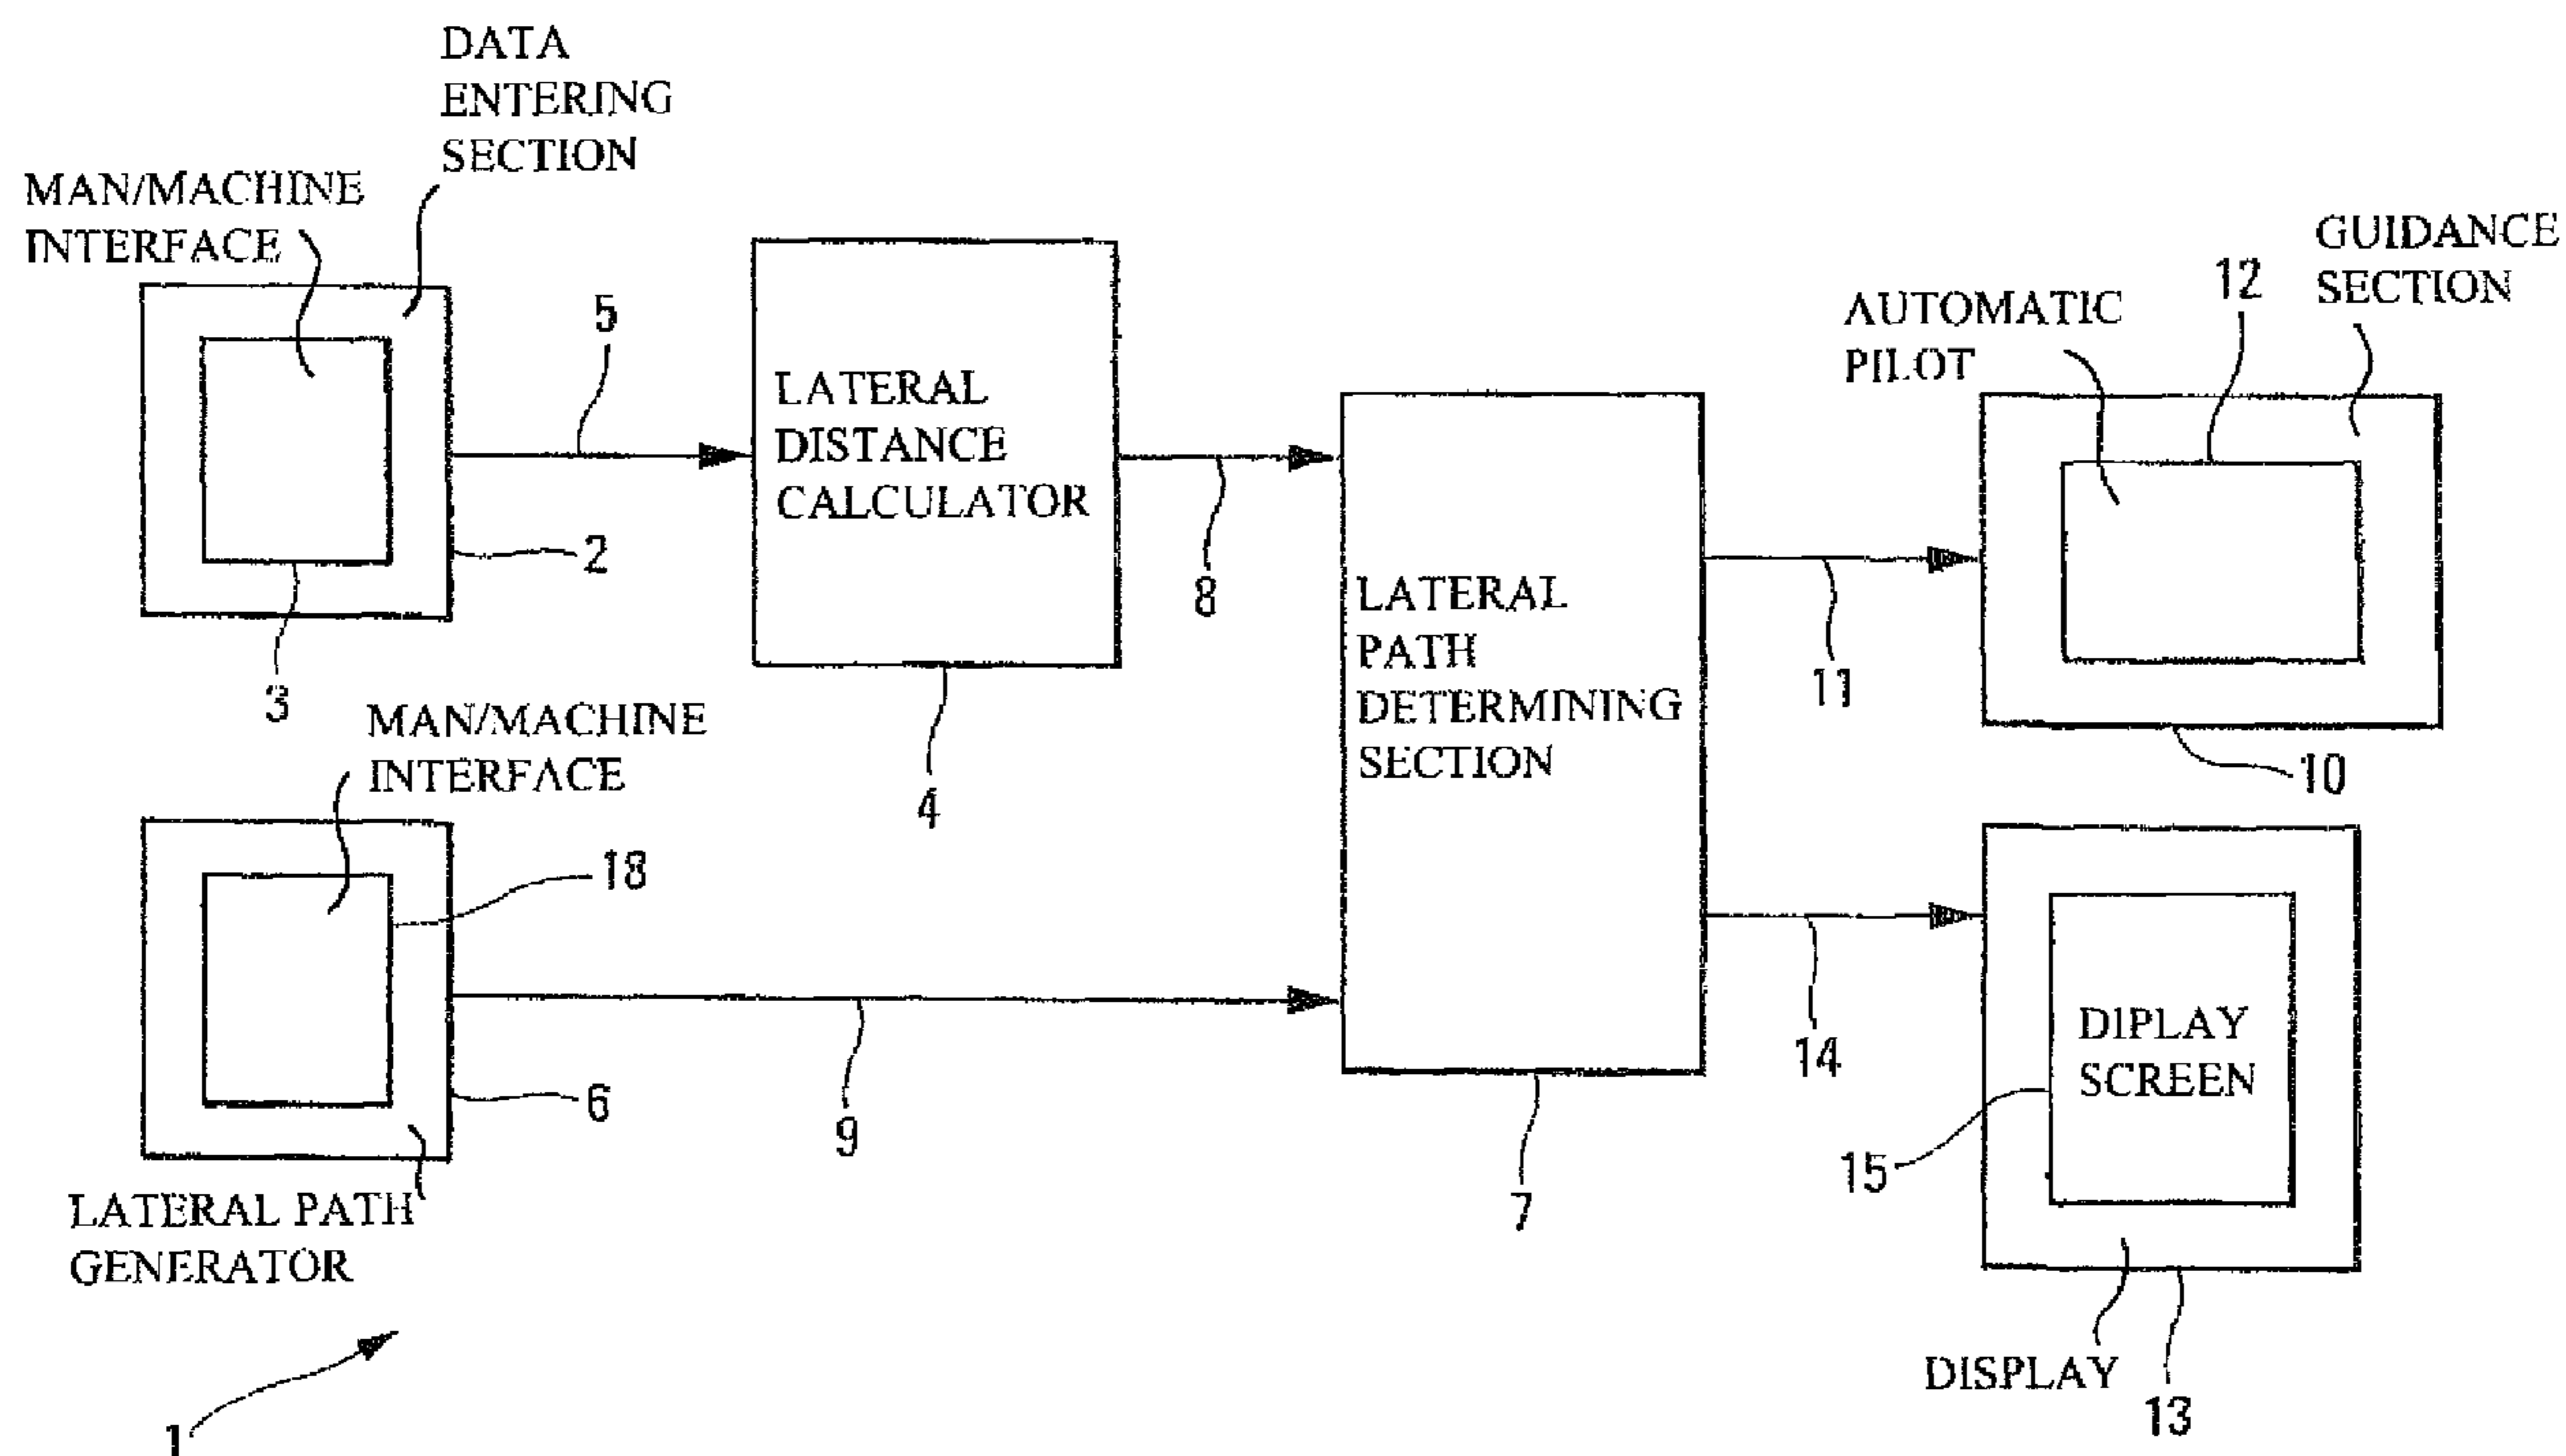 DATA
ENTERING
SECTION
MAN/MACHINE
INTERFACE
GUIDANCE
SECTION
12
AUTOMATIC
PILOT
5
LATERAL
DISTANCE
CALCULATOR
2
8
LATERAL
PATH
DETERMINING
SECTION
11
3
MAN/MACHINE
INTERFACE
10
4
18
DIPLAY
SCREEN
14
6
9
15
7
LATERAL PATH
GENERATOR
DISPLAY
13
1